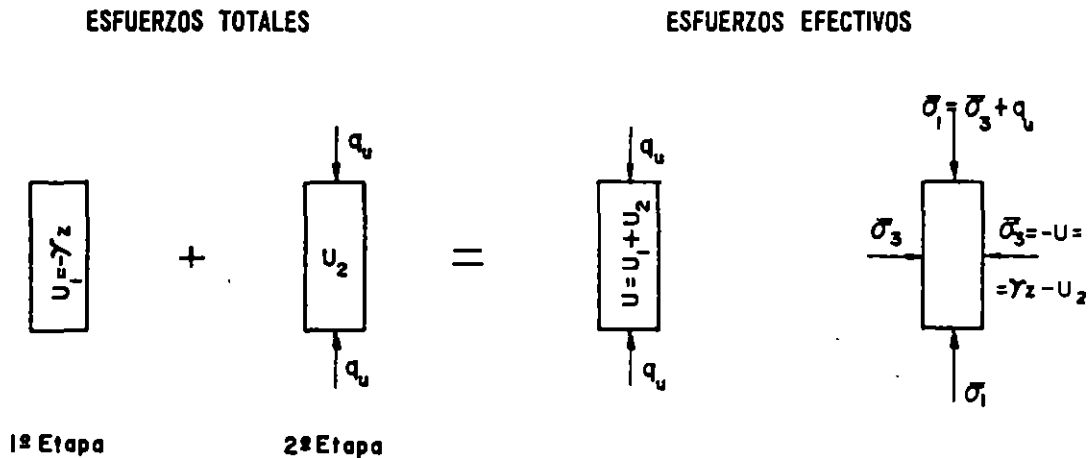 ESFUERZOS TOTALES
ESFUERZOS EFECTIVOS
U₁=-γz
+
qᵤ
U₂
qᵤ
=
qᵤ
U=U₁+U₂
qᵤ
σ̄₁=σ̄₃+qᵤ
σ̄₃
σ̄₃=-U=
=γz-U₂
σ̄₁
1ª Etapa
2ª Etapa